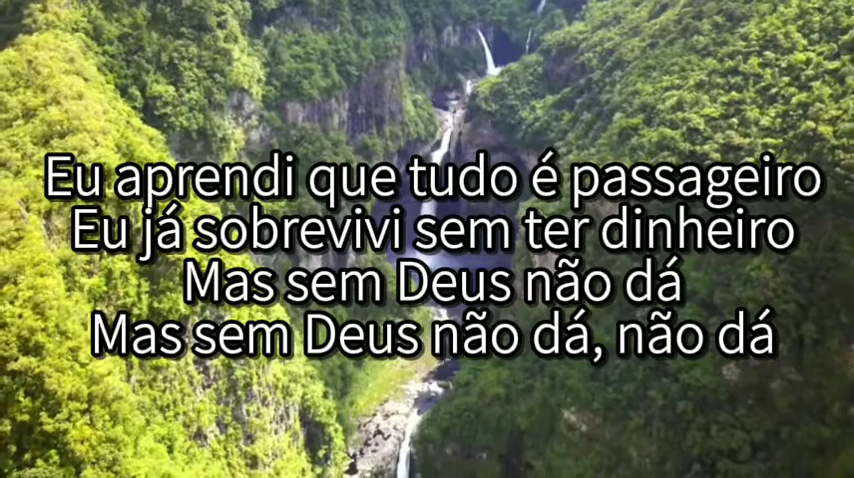 Eu aprendi que tudo é passageiro
Eu já sobrevivi sem ter dinheiro
Mas sem Deus não dá
Mas sem Deus não dá, não dá